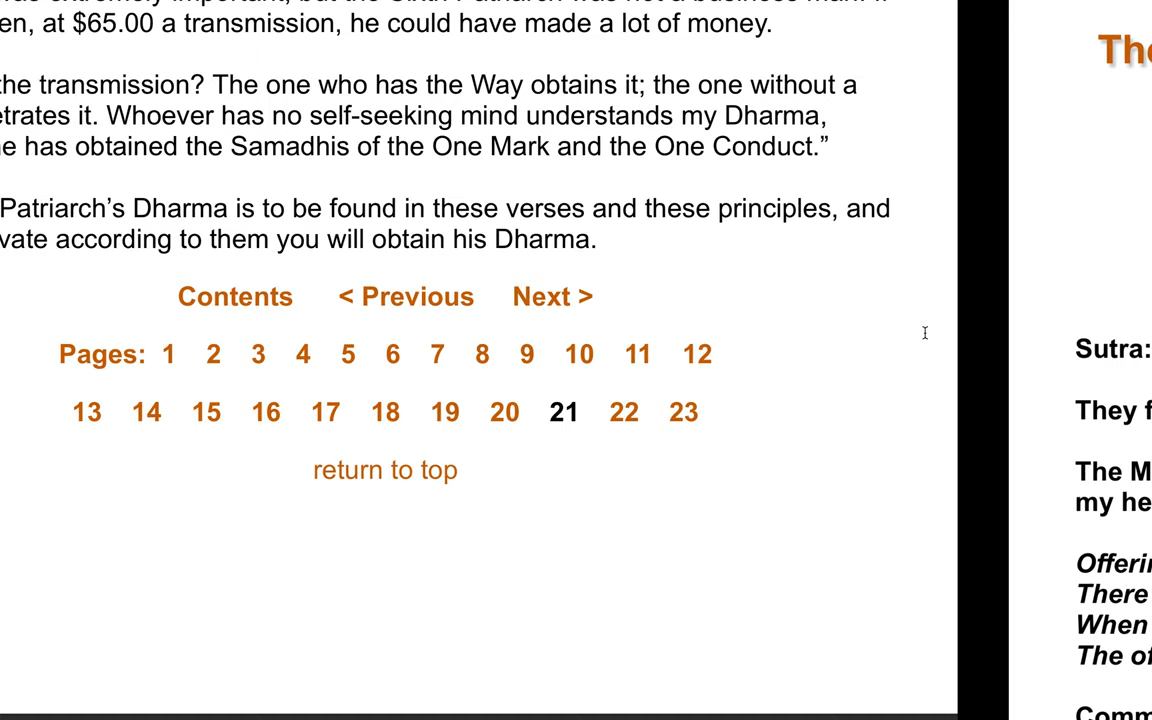 en, at $65.00 a transmission, he could have made a lot of money.
the transmission? The one who has the Way obtains it; the one without a
etrates it. Whoever has no self-seeking mind understands my Dharma,
e has obtained the Samadhis of the One Mark and the One Conduct.”
Patriarch’s Dharma is to be found in these verses and these principles, and
vate according to them you will obtain his Dharma.
Contents < Previous Next >
Pages: 1 2 3 4 5 6 7 8 9 10 11 12
13 14 15 16 17 18 19 20 21 22 23
return to top
The
Sutra:
They f
The M
my he
Offerin
There
When
The of
Comm